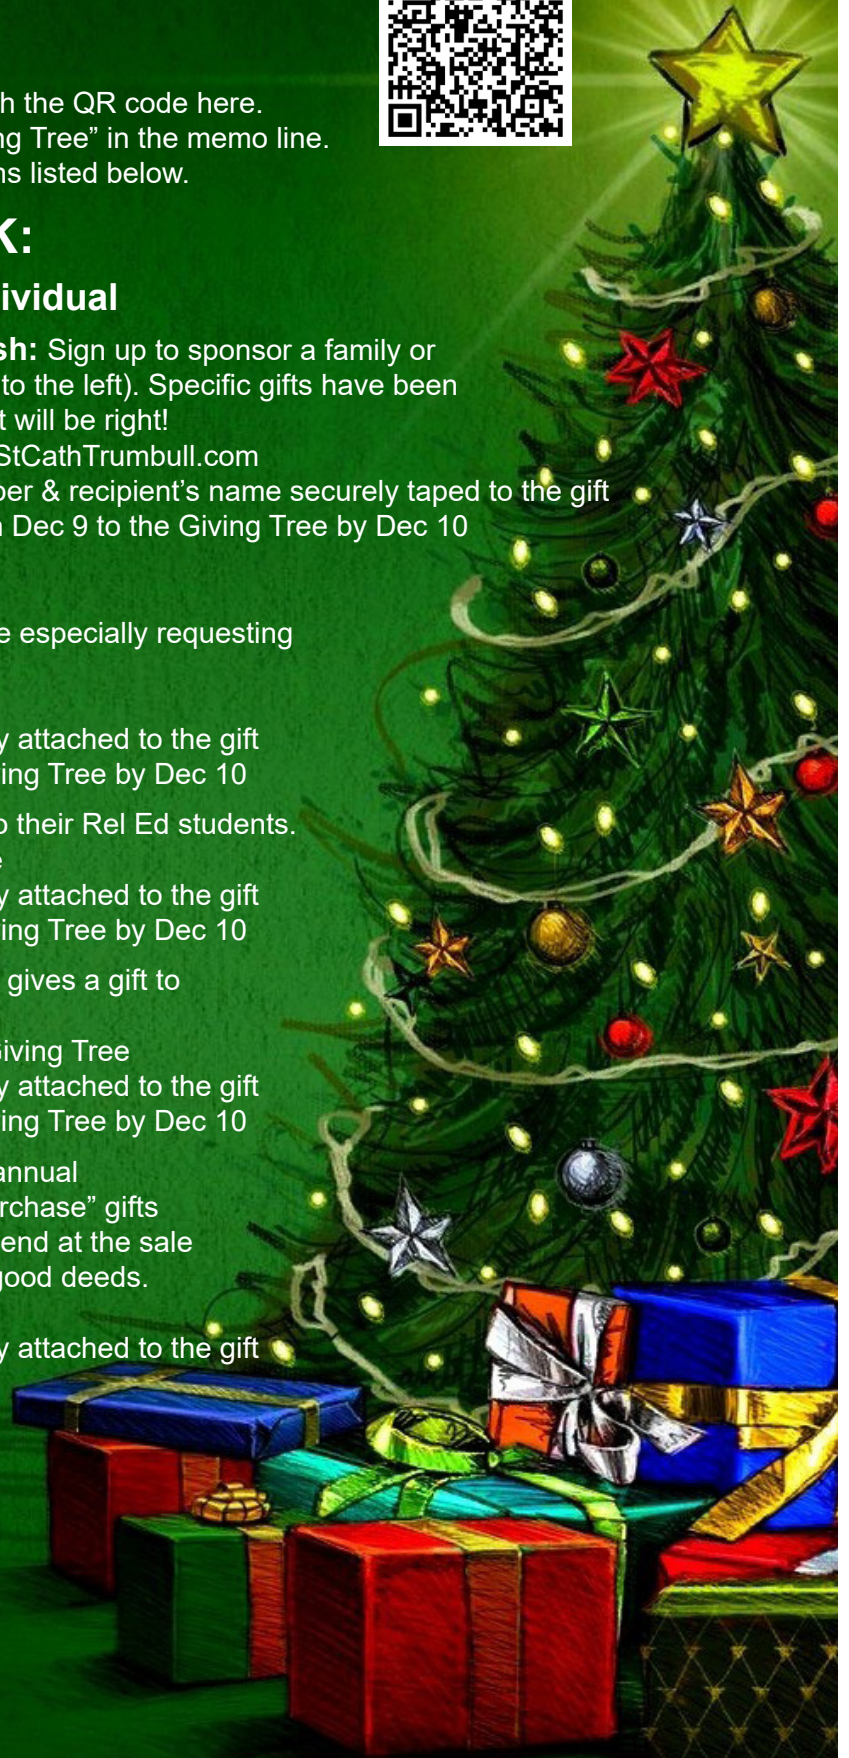 h the QR code here.
ng Tree” in the memo line.
ns listed below.
K:
ividual
sh: Sign up to sponsor a family or
to the left). Specific gifts have been
t will be right!
StCathTrumbull.com
ber & recipient’s name securely taped to the gift
n Dec 9 to the Giving Tree by Dec 10
e especially requesting
y attached to the gift
ving Tree by Dec 10
o their Rel Ed students.
e
y attached to the gift
ving Tree by Dec 10
gives a gift to
Giving Tree
y attached to the gift
ving Tree by Dec 10
annual
rchase” gifts
end at the sale
good deeds.
y attached to the gift